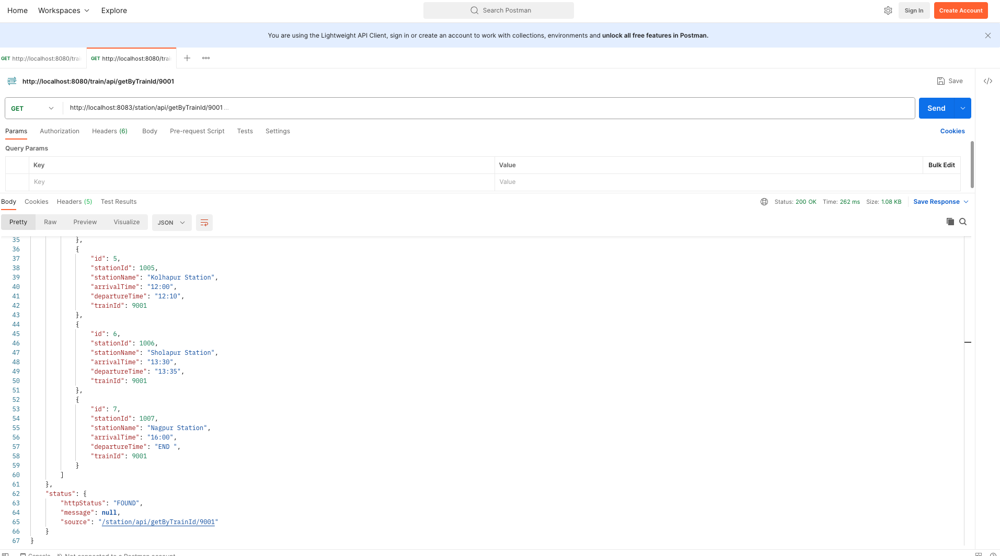 Home Workspaces Explore Search Postman Sign In Create Account
You are using the Lightweight API Client, sign in or create an account to work with collections, environments and unlock all free features in Postman.
GET http://localhost:8080/trai GET http://localhost:8080/trai
HTTP http://localhost:8080/train/api/getByTrainId/9001 Save </>
GET http://localhost:8083/station/api/getByTrainId/9001 ... Send
Params Authorization Headers (6) Body Pre-request Script Tests Settings Cookies
Query Params
Key Value Bulk Edit
Key Value
Body Cookies Headers (5) Test Results Status: 200 OK Time: 262 ms Size: 1.08 KB Save Response
Pretty Raw Preview Visualize JSON
35 },
36 {
37 "id": 5,
38 "stationId": 1005,
39 "stationName": "Kolhapur Station",
40 "arrivalTime": "12:00",
41 "departureTime": "12:10",
42 "trainId": 9001
43 },
44 {
45 "id": 6,
46 "stationId": 1006,
47 "stationName": "Sholapur Station",
48 "arrivalTime": "13:30",
49 "departureTime": "13:35",
50 "trainId": 9001
51 },
52 {
53 "id": 7,
54 "stationId": 1007,
55 "stationName": "Nagpur Station",
56 "arrivalTime": "16:00",
57 "departureTime": "END ",
58 "trainId": 9001
59 }
60 ]
61 },
62 "status": {
63 "httpStatus": "FOUND",
64 "message": null,
65 "source": "/station/api/getByTrainId/9001"
66 }
67 }
Console Not connected to a Postman account